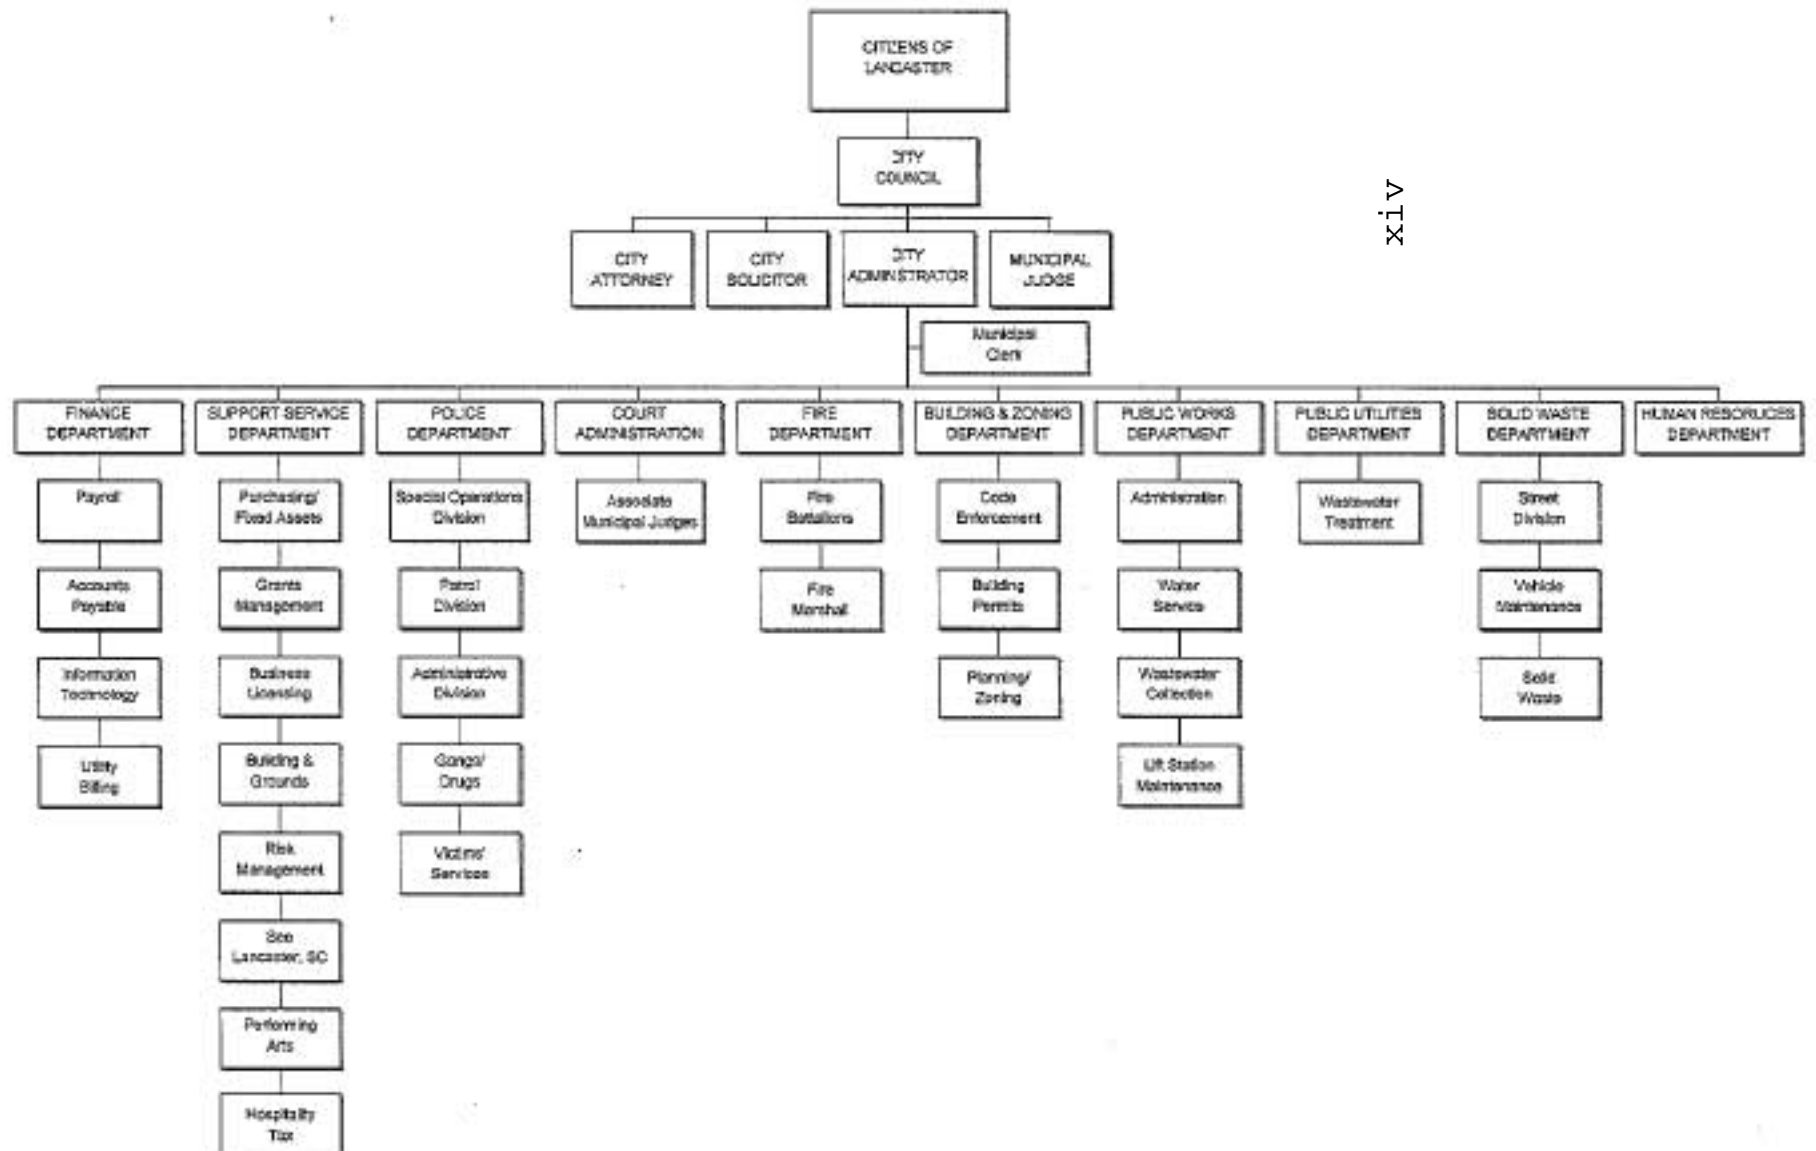 CITIZENS OF
LANCASTER
CITY
COUNCIL
xiv
CITY
ATTORNEY
CITY
SOLICITOR
CITY
ADMINISTRATOR
MUNICIPAL
JUDGE
Municipal
Clerk
FINANCE
DEPARTMENT
SUPPORT SERVICE
DEPARTMENT
POLICE
DEPARTMENT
COURT
ADMINISTRATION
FIRE
DEPARTMENT
BUILDING & ZONING
DEPARTMENT
PUBLIC WORKS
DEPARTMENT
PUBLIC UTILITIES
DEPARTMENT
SOLID WASTE
DEPARTMENT
HUMAN RESORUCES
DEPARTMENT
Payroll
Accounts
Payable
Information
Technology
Utility
Billing
Purchasing/
Fixed Assets
Grants
Management
Business
Licensing
Building &
Grounds
Risk
Management
See
Lancaster, SC
Performing
Arts
Hospitality
Tax
Special Operations
Division
Patrol
Division
Administrative
Division
Gangs/
Drugs
Victims'
Services
Associate
Municipal Judges
Fire
Battalions
Fire
Marshall
Code
Enforcement
Building
Permits
Planning/
Zoning
Administration
Water
Service
Wastewater
Collection
Lift Station
Maintenance
Wastewater
Treatment
Street
Division
Vehicle
Maintenance
Solid
Waste